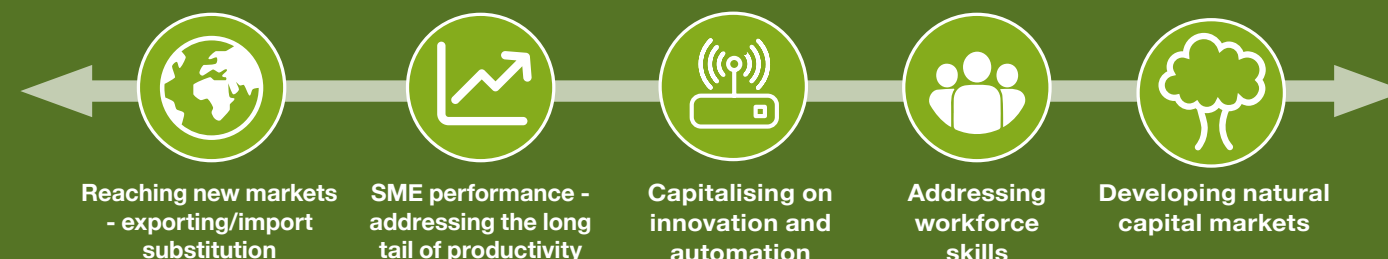 Reaching new markets
- exporting/import
substitution
SME performance -
addressing the long
tail of productivity
Capitalising on
innovation and
automation
Addressing
workforce
skills
Developing natural
capital markets